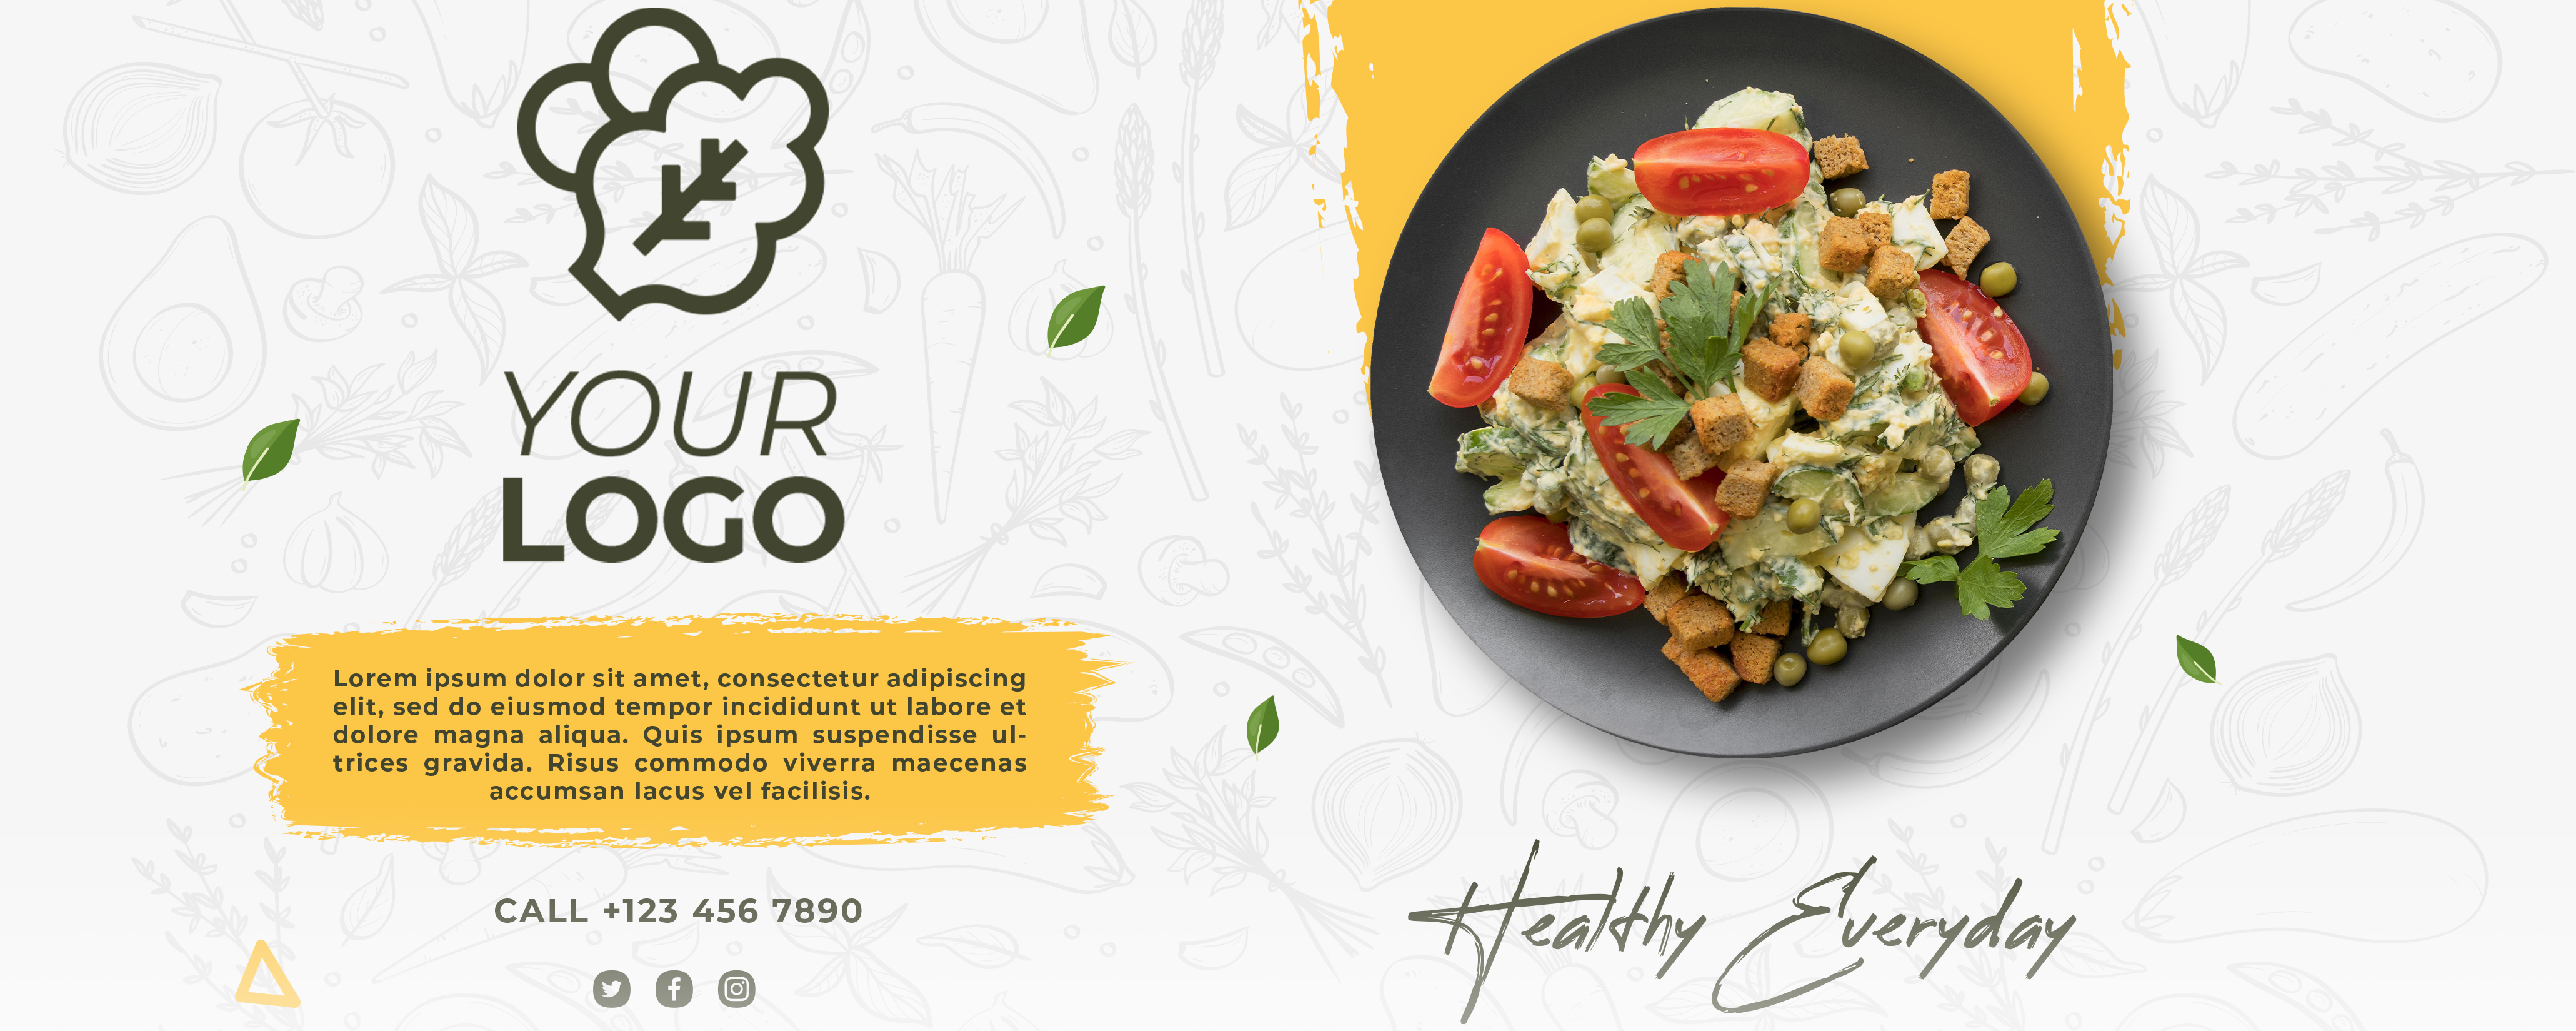 YOUR
LOGO
Lorem ipsum dolor sit amet, consectetur adipiscing
elit, sed do eiusmod tempor incididunt ut labore et
dolore magna aliqua. Quis ipsum suspendisse ul-
trices gravida. Risus commodo viverra maecenas
accumsan lacus vel facilisis.
CALL +123 456 7890
Healthy Everyday